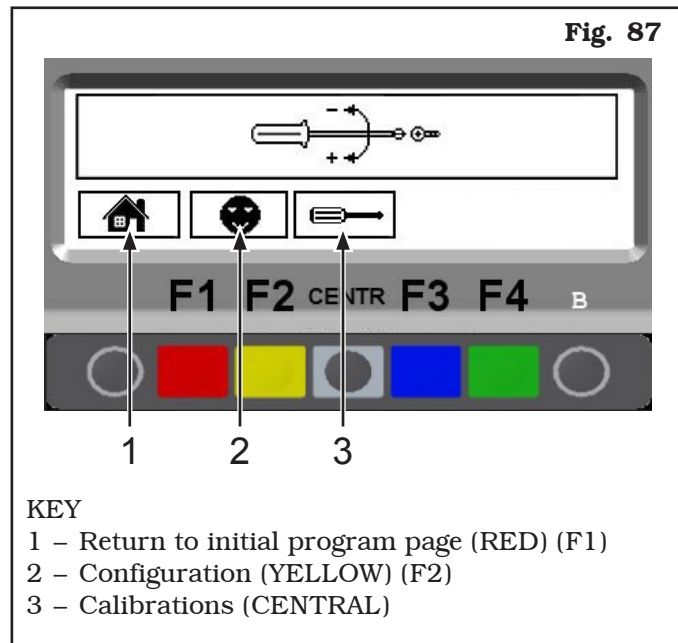 Fig. 87
- +
F1 F2 CENTR F3 F4 B
1 2 3
KEY
1 – Return to initial program page (RED) (F1)
2 – Configuration (YELLOW) (F2)
3 – Calibrations (CENTRAL)